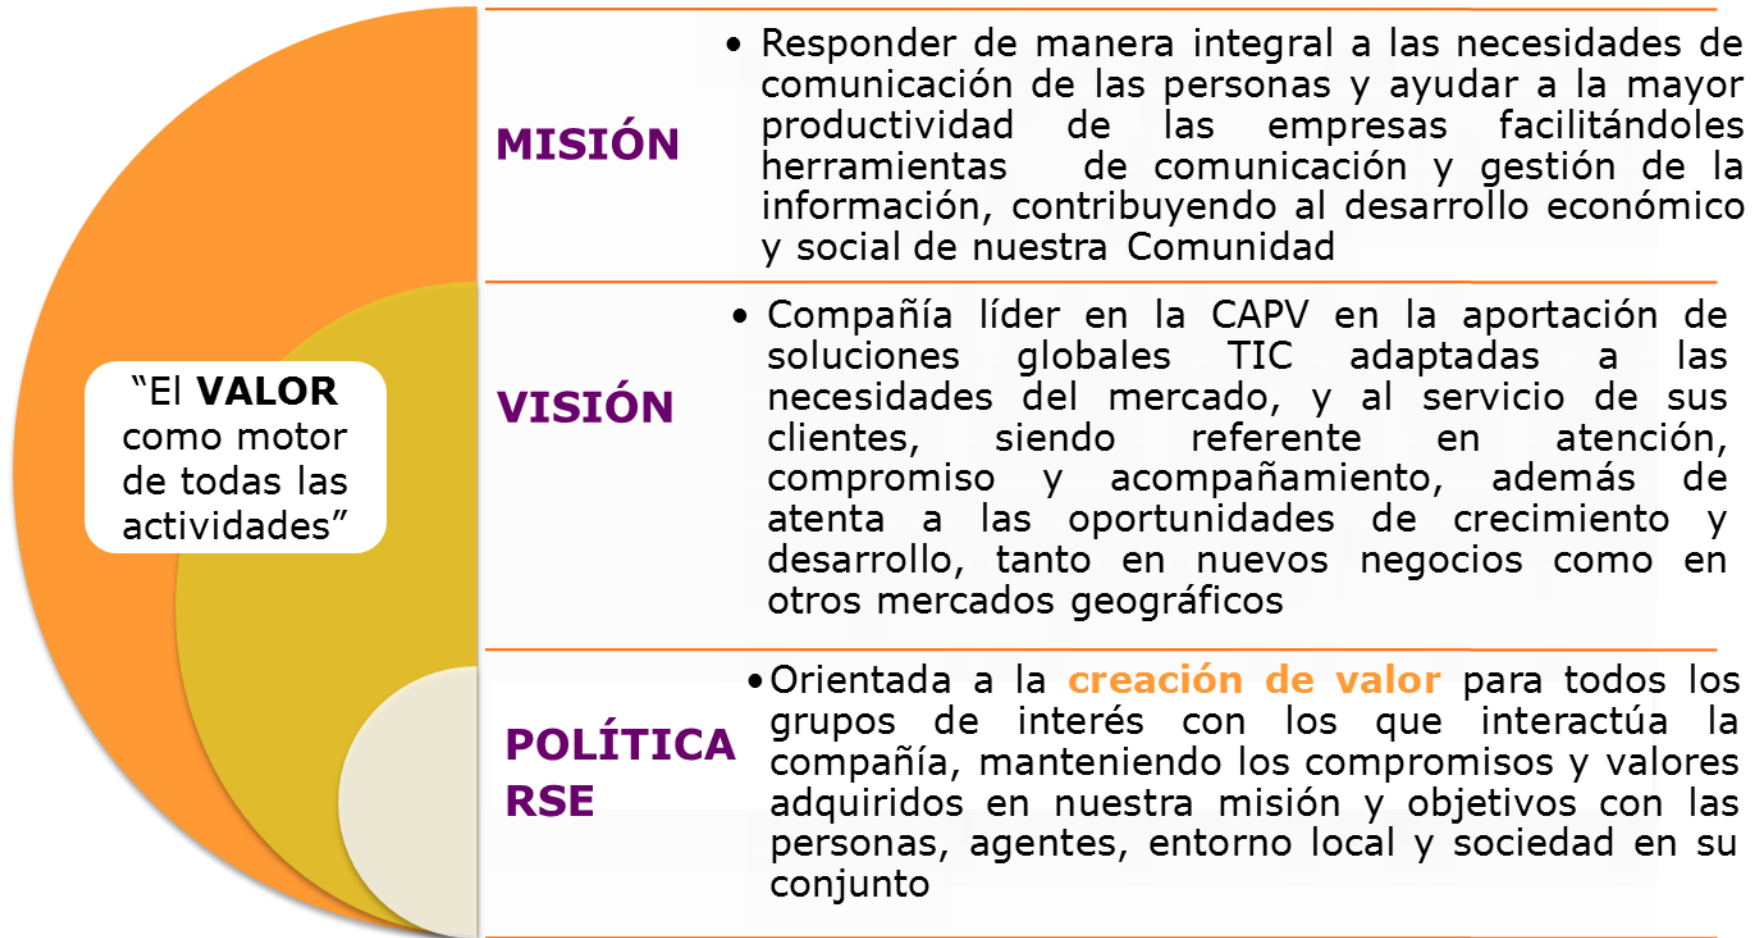 “El VALOR
como motor
de todas las
actividades”
MISIÓN
• Responder de manera integral a las necesidades de
comunicación de las personas y ayudar a la mayor
productividad de las empresas facilitándoles
herramientas de comunicación y gestión de la
información, contribuyendo al desarrollo económico
y social de nuestra Comunidad
VISIÓN
• Compañía líder en la CAPV en la aportación de
soluciones globales TIC adaptadas a las
necesidades del mercado, y al servicio de sus
clientes, siendo referente en atención,
compromiso y acompañamiento, además de
atenta a las oportunidades de crecimiento y
desarrollo, tanto en nuevos negocios como en
otros mercados geográficos
POLÍTICA
RSE
•Orientada a la creación de valor para todos los
grupos de interés con los que interactúa la
compañía, manteniendo los compromisos y valores
adquiridos en nuestra misión y objetivos con las
personas, agentes, entorno local y sociedad en su
conjunto